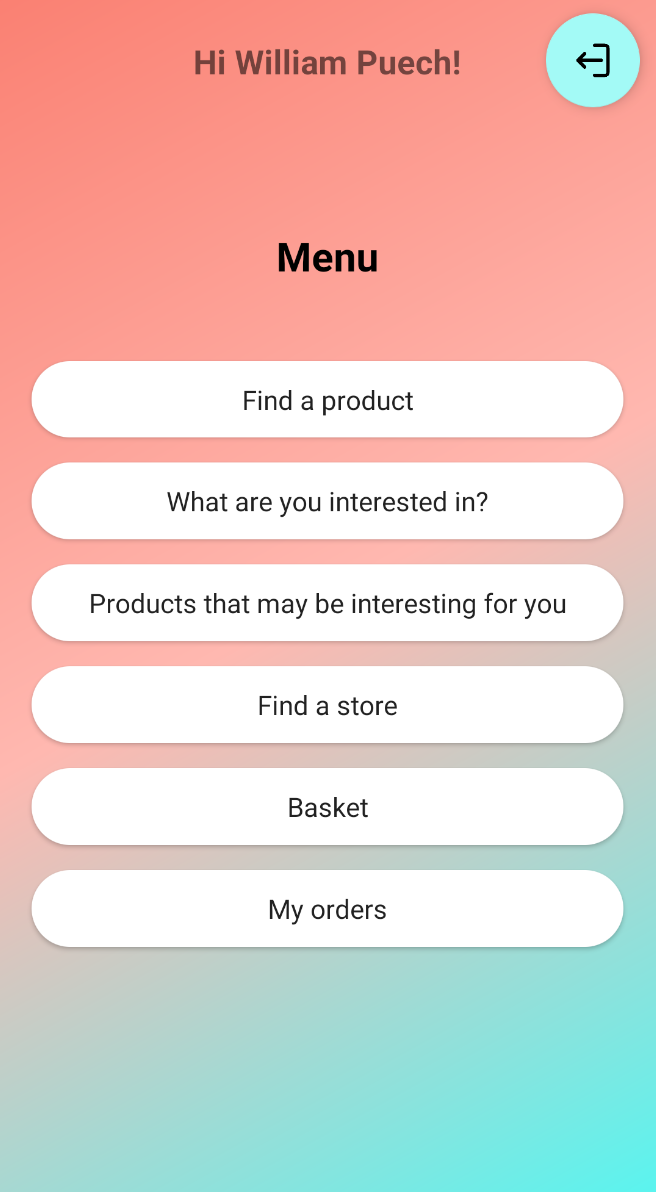 Hi William Puech!
Menu
Find a product
What are you interested in?
Products that may be interesting for you
Find a store
Basket
My orders